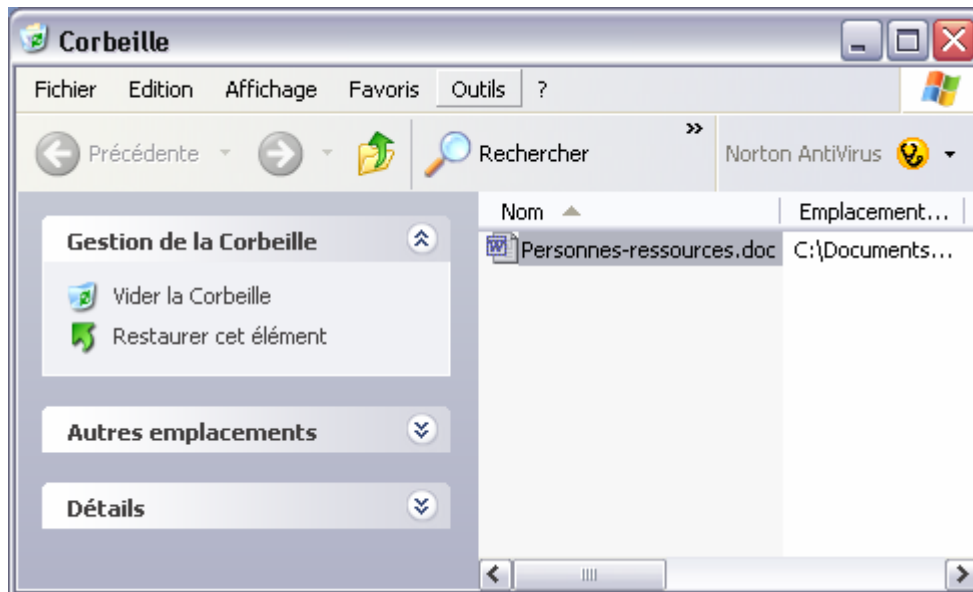 Corbeille
Fichier Edition Affichage Favoris Outils ?
Précédente Rechercher » Norton AntiVirus
Nom Emplacement...
Gestion de la Corbeille
Personnes-ressources.doc C:\Documents...
Vider la Corbeille
Restaurer cet élément
Autres emplacements
Détails